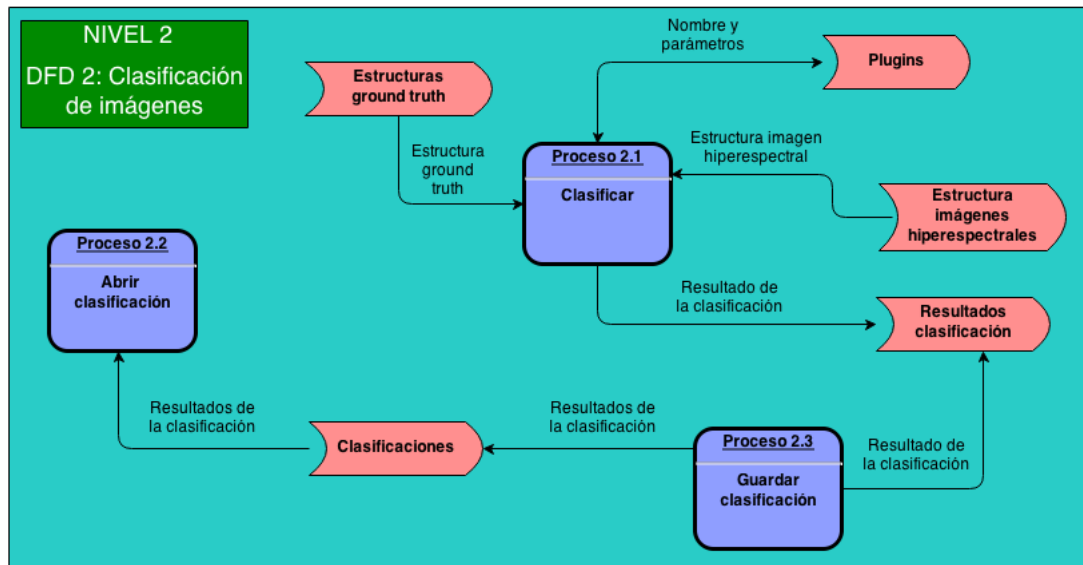 NIVEL 2
DFD 2: Clasificación
de imágenes
Nombre y
parámetros
Estructuras
ground truth
Plugins
Estructura
ground
truth
Proceso 2.1
Clasificar
Estructura imagen
hiperespectral
Estructura
imágenes
hiperespectrales
Proceso 2.2
Abrir
clasificación
Resultado de
la clasificación
Resultados
clasificación
Resultados de
la clasificación
Clasificaciones
Resultados de
la clasificación
Proceso 2.3
Guardar
clasificación
Resultado de
la clasificación